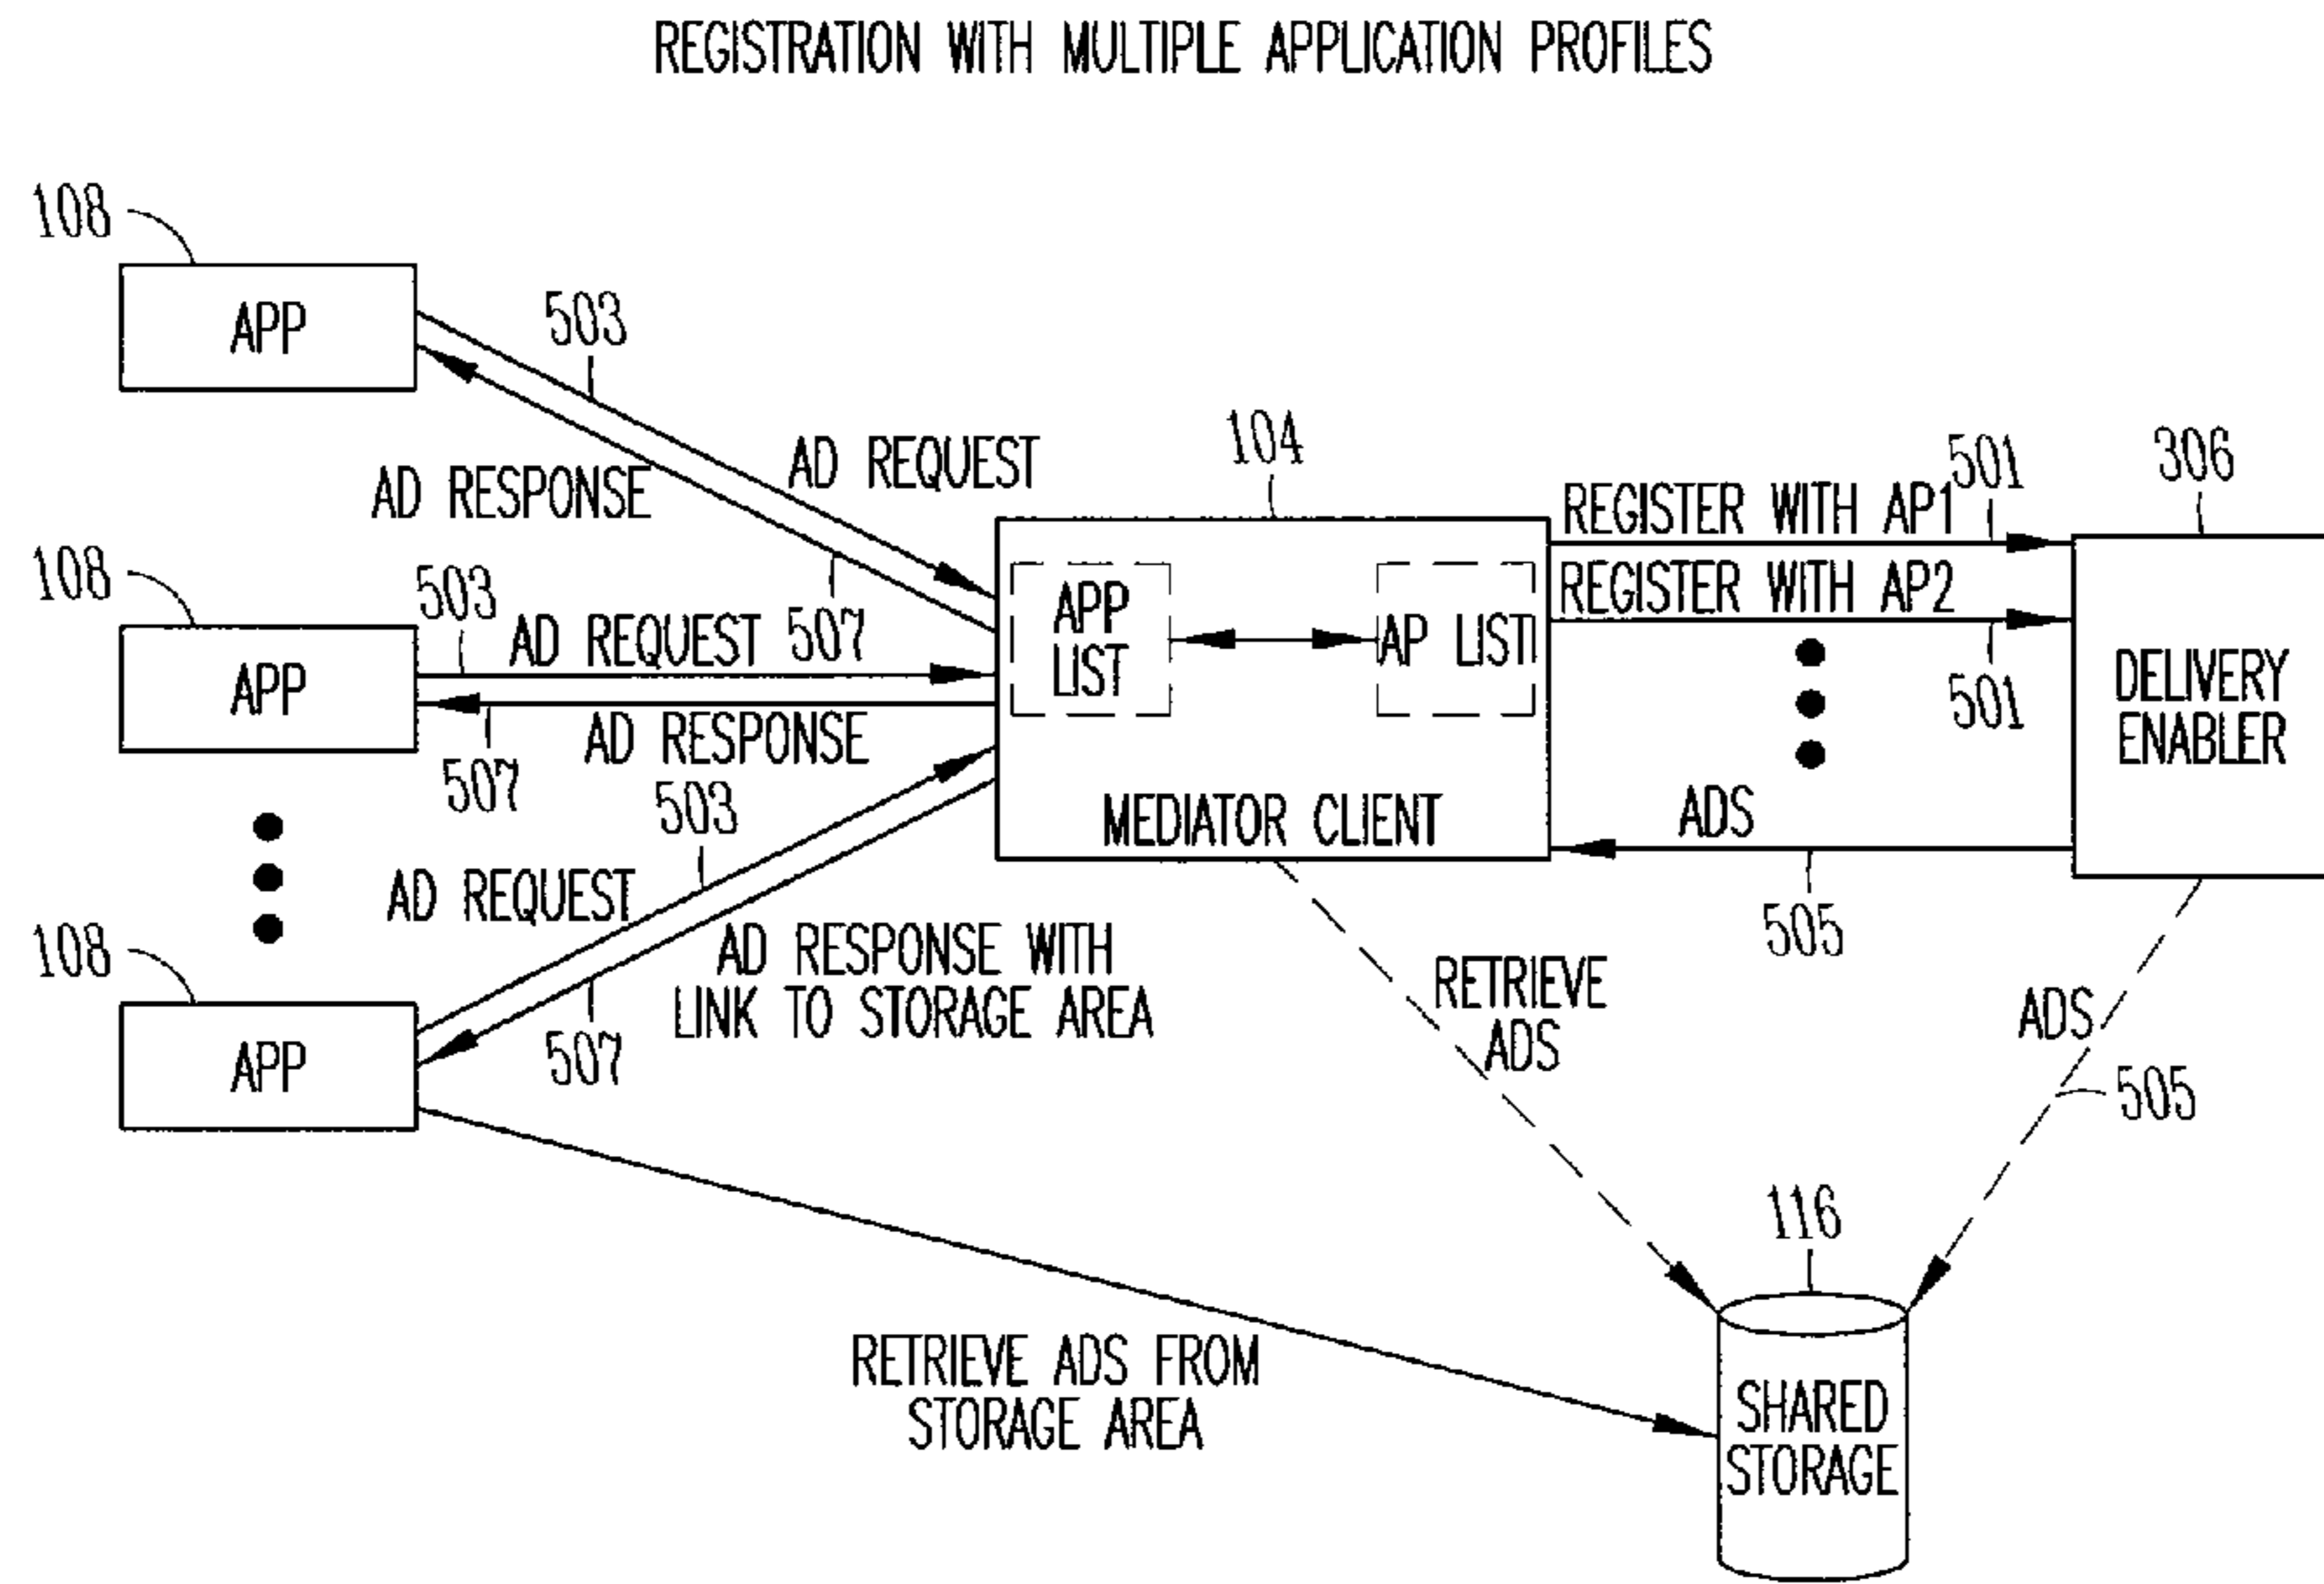 REGISTRATION WITH MULTIPLE APPLICATION PROFILES
108
APP
503
AD REQUEST
AD RESPONSE
507
104
501
306
REGISTER WITH AP1
REGISTER WITH AP2
501
108
APP
503
AD REQUEST
AD RESPONSE
507
APP
LIST
AP LIST
MEDIATOR CLIENT
DELIVERY
ENABLER
ADS
505
503
AD REQUEST
108
APP
AD RESPONSE WITH
LINK TO STORAGE AREA
507
RETRIEVE
ADS
ADS
505
116
RETRIEVE ADS FROM
STORAGE AREA
SHARED
STORAGE